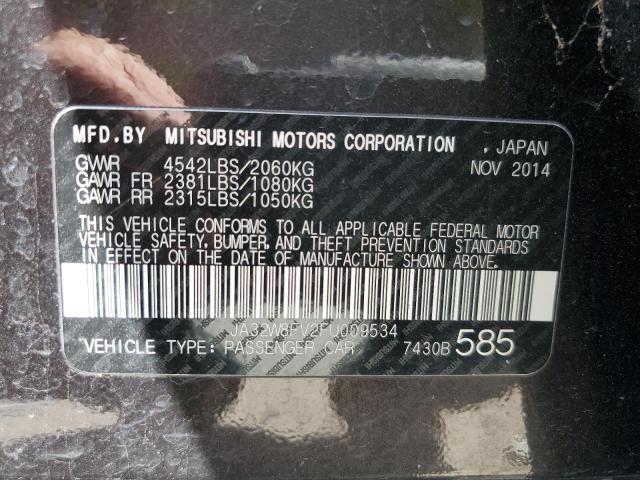 MFD.BY MITSUBISHI MOTORS CORPORATION , JAPAN
GVWR 4542LBS/2060KG NOV 2014
GAWR FR 2381LBS/1080KG
GAWR RR 2315LBS/1050KG
THIS VEHICLE CONFORMS TO ALL APPLICABLE FEDERAL MOTOR
VEHICLE SAFETY, BUMPER, AND THEFT PREVENTION STANDARDS
IN EFFECT ON THE DATE OF MANUFACTURE SHOWN ABOVE.
JA32W8FV2FU009534
VEHICLE TYPE: PASSENGER CAR 7430B 585